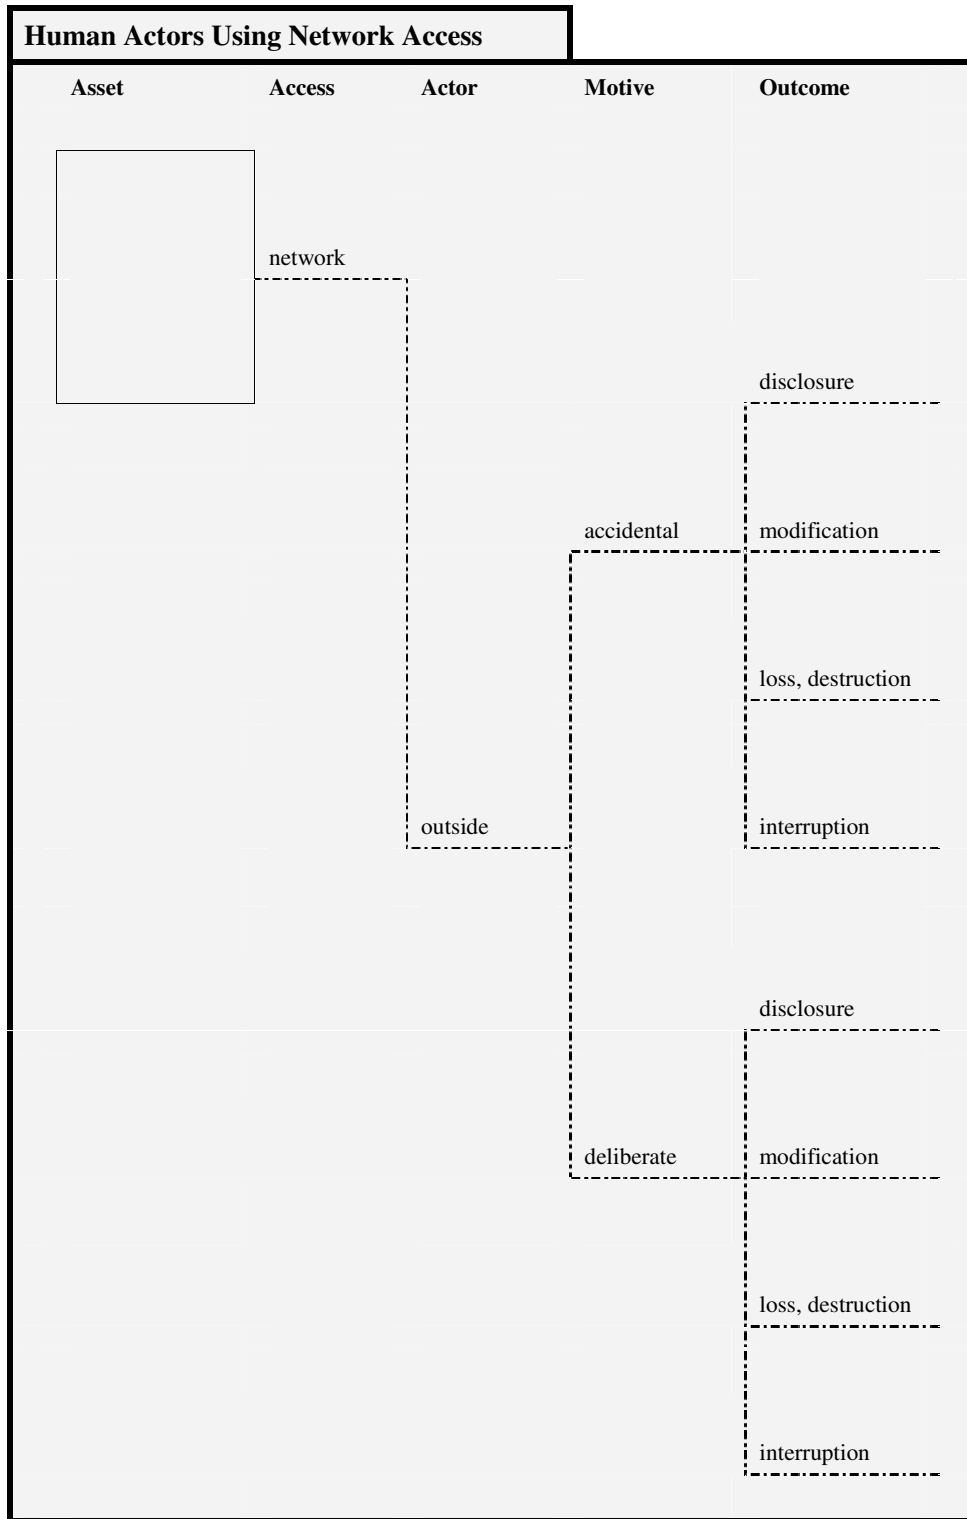 Human Actors Using Network Access
Asset Access Actor Motive Outcome
network
disclosure
accidental modification
loss, destruction
outside interruption
disclosure
deliberate modification
loss, destruction
interruption